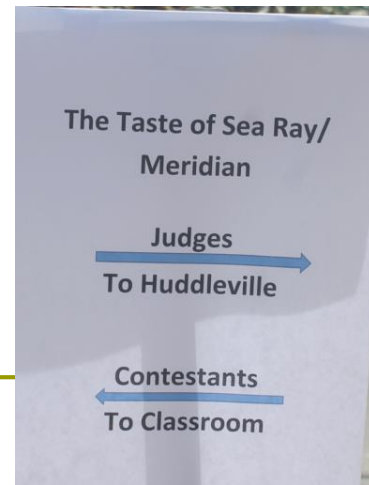 The Taste of Sea Ray/
Meridian
Judges
To Huddleville
Contestants
To Classroom